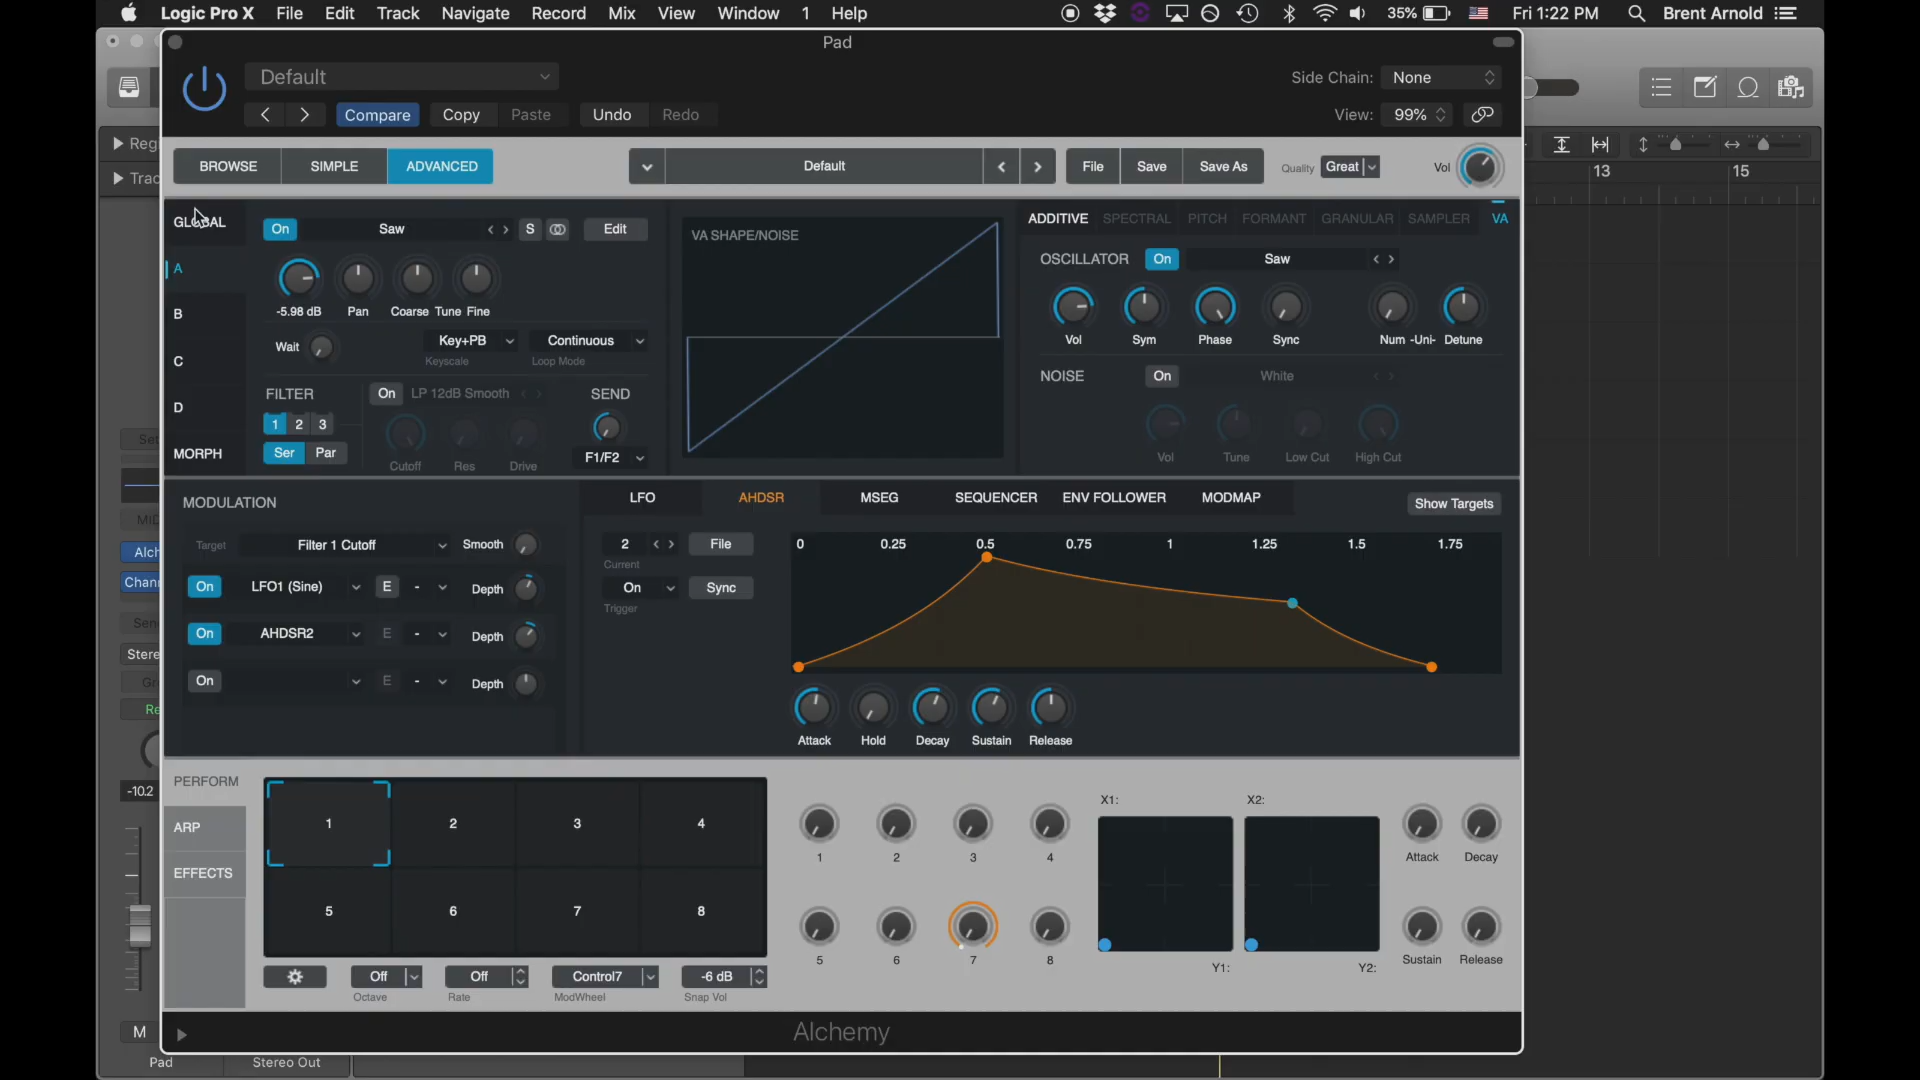 Logic Pro X File Edit Track Navigate Record Mix View Window 1 Help 35% Fri 1:22 PM Brent Arnold
Pad
Default
Side Chain: None
Compare Copy Paste Undo Redo
View: 99%
BROWSE SIMPLE ADVANCED
Default
File Save Save As Quality Great Vol
13 15
GLOBAL
A
B
C
D
MORPH
On Saw S Edit
-5.98 dB Pan Coarse Tune Fine
Wait Key+PB Continuous
Keyscale Loop Mode
FILTER On LP 12dB Smooth SEND
1 2 3
Ser Par
Cutoff Res Drive F1/F2
VA SHAPE/NOISE
ADDITIVE SPECTRAL PITCH FORMANT GRANULAR SAMPLER VA
OSCILLATOR On Saw
Vol Sym Phase Sync Num -Uni- Detune
NOISE On White
Vol Tune Low Cut High Cut
MODULATION
Target Filter 1 Cutoff Smooth
On LFO1 (Sine) E - Depth
On AHDSR2 E - Depth
On E - Depth
LFO AHDSR MSEG SEQUENCER ENV FOLLOWER MODMAP
Show Targets
2 File
Current
On Sync
Trigger
0 0.25 0.5 0.75 1 1.25 1.5 1.75
Attack Hold Decay Sustain Release
PERFORM
ARP
EFFECTS
1 2 3 4
5 6 7 8
Off Off Control7 -6 dB
Octave Rate ModWheel Snap Vol
1 2 3 4
5 6 7 8
X1: X2:
Y1: Y2:
Attack Decay
Sustain Release
-10.2
M
Alchemy
Pad Stereo Out